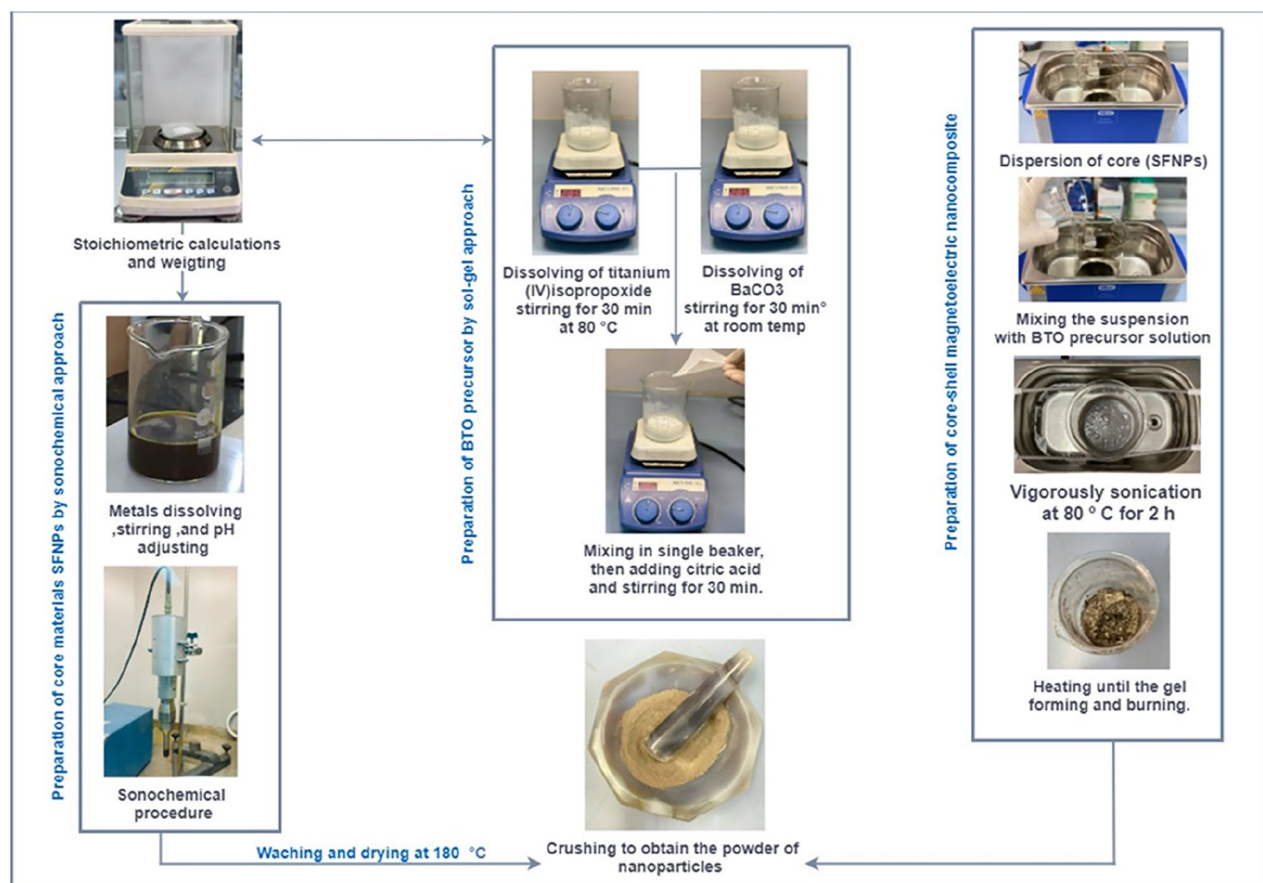 Stoichiometric calculations
and weigting
Preparation of core materials SFNPs by sonochemical approach
Metals dissolving
,stirring ,and pH
adjusting
Sonochemical
procedure
Preparation of BTO precursor by sol-gel approach
Dissolving of titanium
(IV)isopropoxide
stirring for 30 min
at 80 °C
Dissolving of
BaCO3
stirring for 30 min°
at room temp
Mixing in single beaker,
then adding citric acid
and stirring for 30 min.
Preparation of core-shell magnetoelectric nanocomposite
Dispersion of core (SFNPs)
Mixing the suspension
with BTO precursor solution
Vigorously sonication
at 80 º C for 2 h
Heating until the gel
forming and burning.
Waching and drying at 180 °C
Crushing to obtain the powder of
nanoparticles